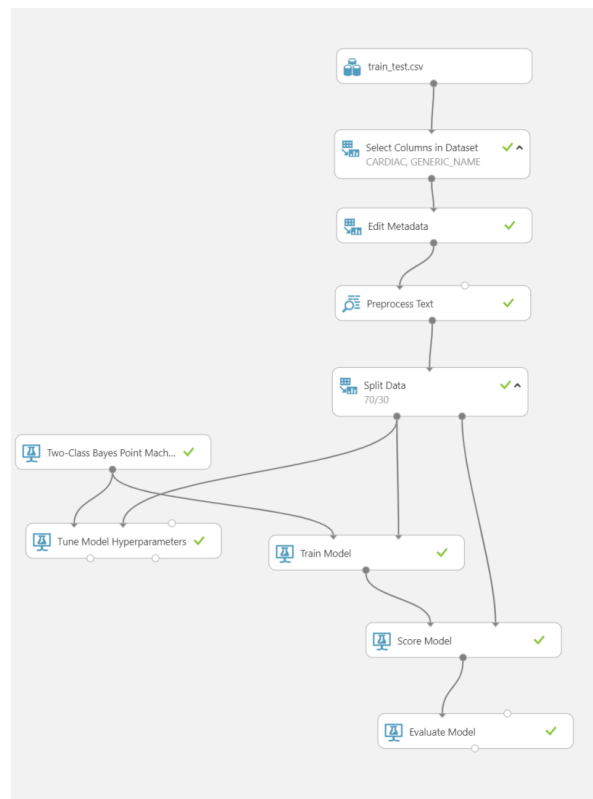 train_test.csv
Select Columns in Dataset
CARDIAC, GENERIC_NAME
Edit Metadata
Preprocess Text
Split Data
70/30
Two-Class Bayes Point Mach...
Tune Model Hyperparameters
Train Model
Score Model
Evaluate Model